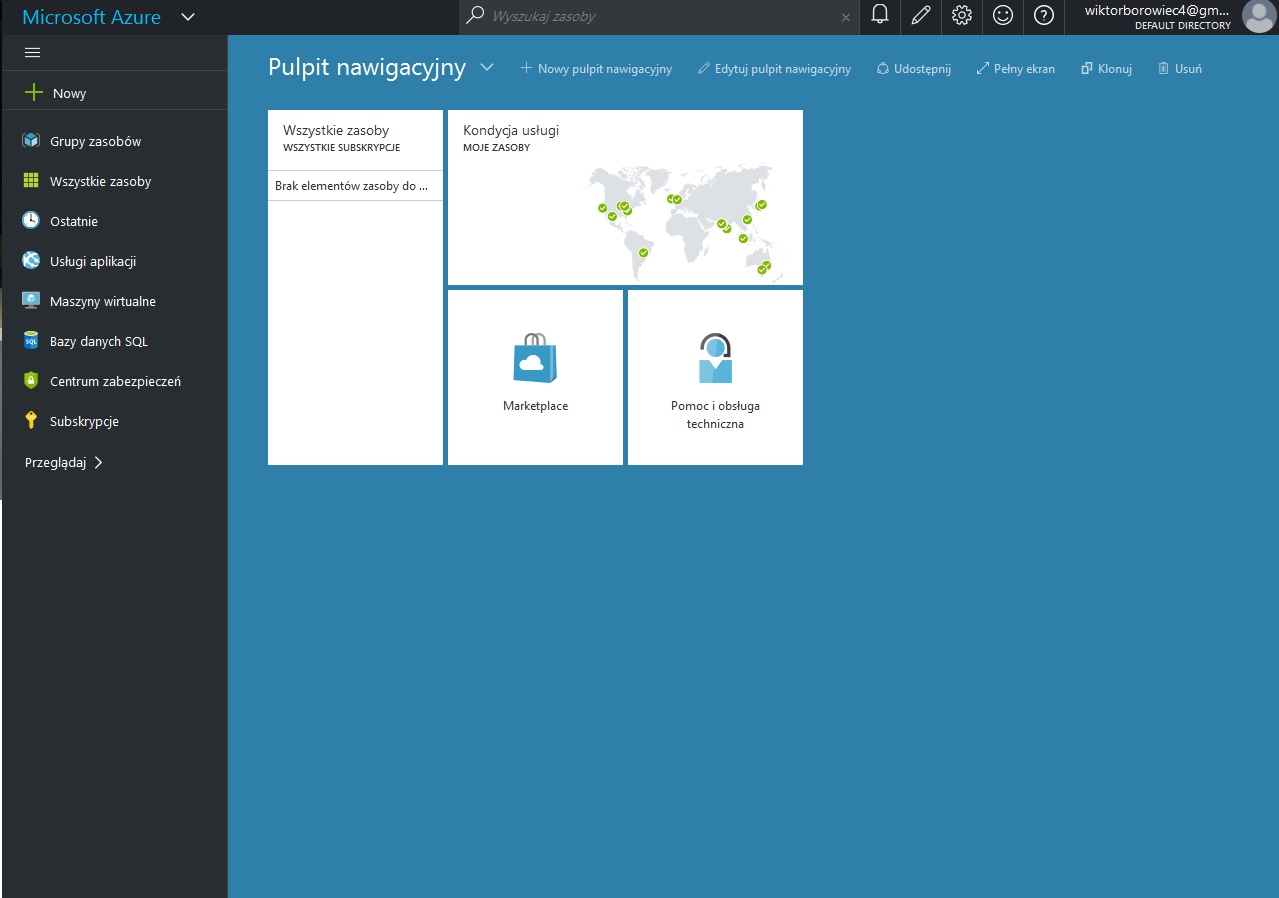 Microsoft Azure
Wyszukaj zasoby
wiktorborowiec4@gm...
DEFAULT DIRECTORY
Nowy
Grupy zasobów
Wszystkie zasoby
Ostatnie
Usługi aplikacji
Maszyny wirtualne
Bazy danych SQL
Centrum zabezpieczeń
Subskrypcje
Przeglądaj
Pulpit nawigacyjny
Nowy pulpit nawigacyjny
Edytuj pulpit nawigacyjny
Udostępnij
Pełny ekran
Klonuj
Usuń
Wszystkie zasoby
WSZYSTKIE SUBSKRYPCJE
Brak elementów zasoby do ...
Kondycja usługi
MOJE ZASOBY
Marketplace
Pomoc i obsługa
techniczna